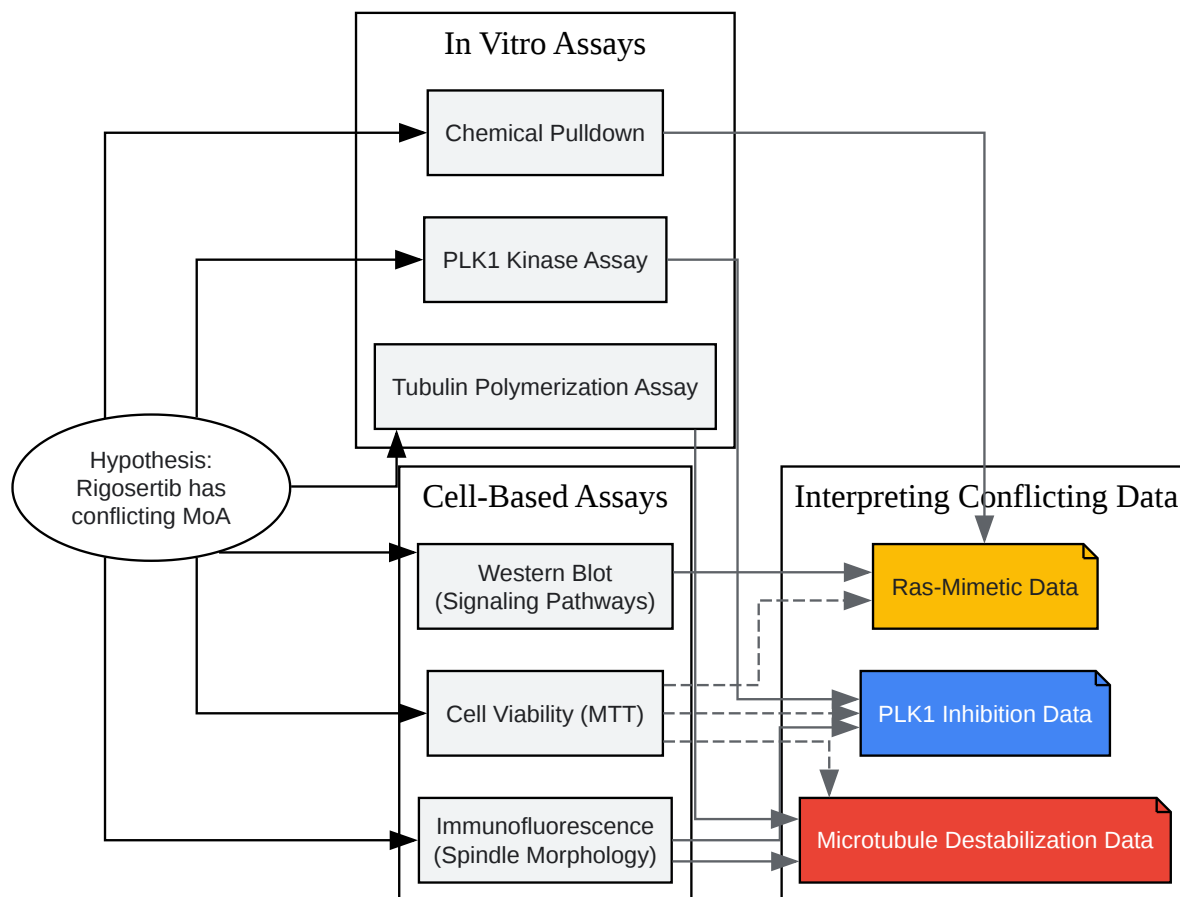 In Vitro Assays
Chemical Pulldown
PLK1 Kinase Assay
Tubulin Polymerization Assay
Hypothesis:
Rigosertib has
conflicting MoA
Cell-Based Assays
Western Blot
(Signaling Pathways)
Cell Viability (MTT)
Immunofluorescence
(Spindle Morphology)
Interpreting Conflicting Data
Ras-Mimetic Data
PLK1 Inhibition Data
Microtubule Destabilization Data